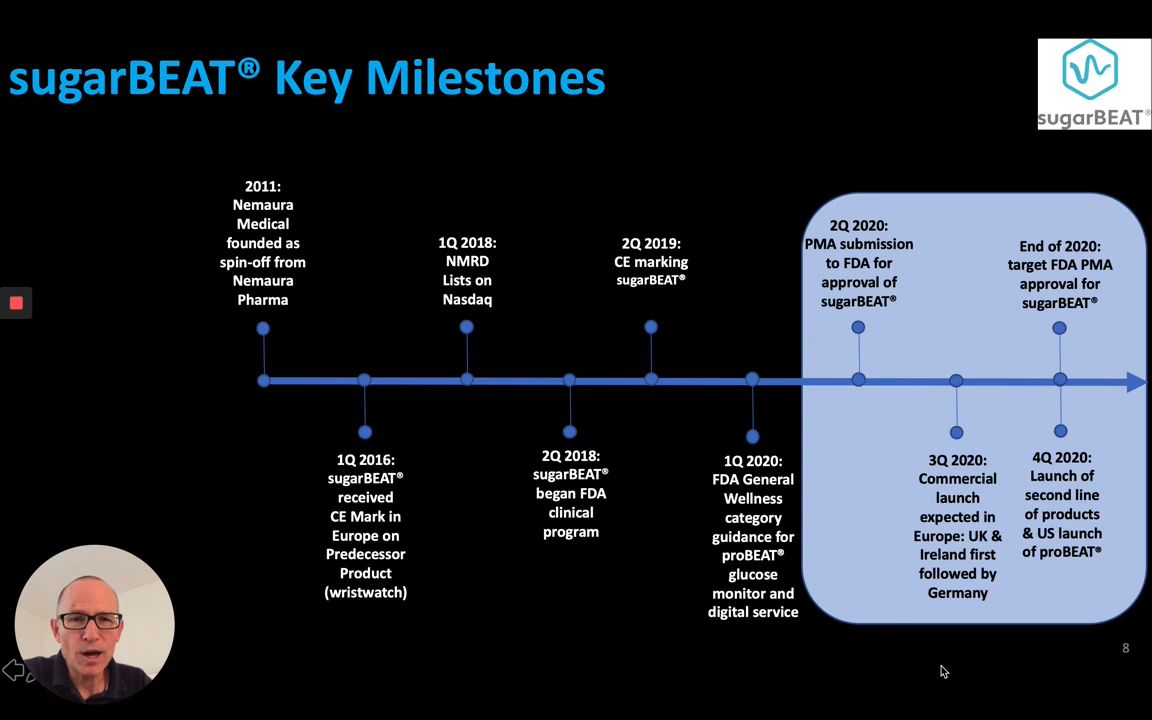 sugarBEAT® Key Milestones
sugarBEAT®
2011:
Nemaura
Medical
founded as
spin-off from
Nemaura
Pharma
1Q 2018:
NMRD
Lists on
Nasdaq
2Q 2019:
CE marking
sugarBEAT®
2Q 2020:
PMA submission
to FDA for
approval of
sugarBEAT®
End of 2020:
target FDA PMA
approval for
sugarBEAT®
1Q 2016:
sugarBEAT®
received
CE Mark in
Europe on
Predecessor
Product
(wristwatch)
2Q 2018:
sugarBEAT®
began FDA
clinical
program
1Q 2020:
FDA General
Wellness
category
guidance for
proBEAT®
glucose
monitor and
digital service
3Q 2020:
Commercial
launch
expected in
Europe: UK &
Ireland first
followed by
Germany
4Q 2020:
Launch of
second line
of products
& US launch
of proBEAT®
8